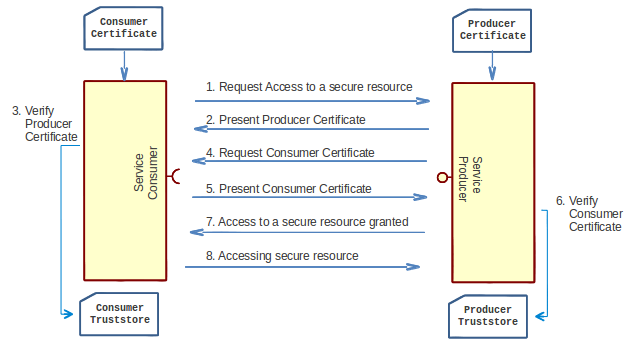 Consumer
Certificate
Producer
Certificate
1. Request Access to a secure resource
3. Verify
Producer
Certificate
2. Present Producer Certificate
4. Request Consumer Certificate
Service
Consumer
Service
Producer
5. Present Consumer Certificate
6. Verify
Consumer
Certificate
7. Access to a secure resource granted
8. Accessing secure resource
Consumer
Truststore
Producer
Truststore